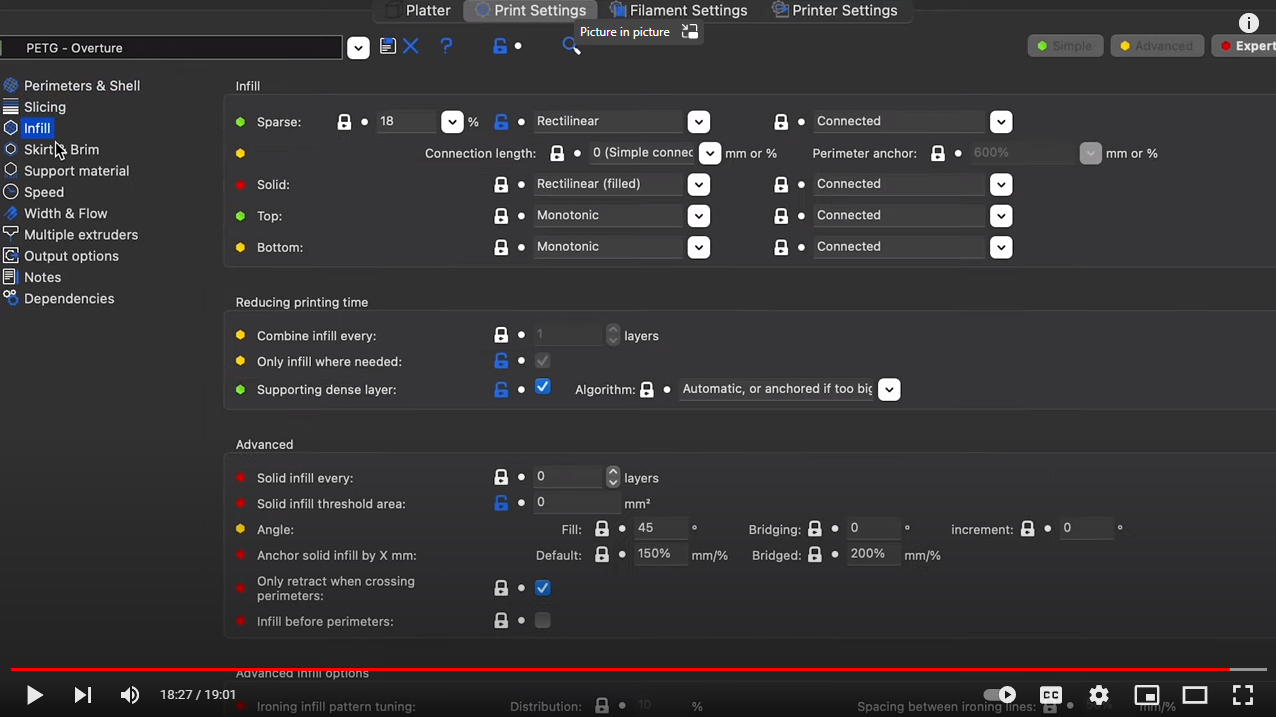 Platter Print Settings Filament Settings Printer Settings
Picture in picture
PETG - Overture ? Simple Advanced Expert
Perimeters & Shell
Slicing
Infill
Skirt & Brim
Support material
Speed
Width & Flow
Multiple extruders
Output options
Notes
Dependencies
Infill
Sparse: 18 % Rectilinear Connected
Connection length: 0 (Simple connec mm or % Perimeter anchor: 600% mm or %
Solid: Rectilinear (filled) Connected
Top: Monotonic Connected
Bottom: Monotonic Connected
Reducing printing time
Combine infill every: 1 layers
Only infill where needed:
Supporting dense layer: Algorithm: Automatic, or anchored if too big
Advanced
Solid infill every: 0 layers
Solid infill threshold area: 0 mm²
Angle: Fill: 45 ° Bridging: 0 ° increment: 0 °
Anchor solid infill by X mm: Default: 150% mm/% Bridged: 200% mm/%
Only retract when crossing
perimeters:
Infill before perimeters:
Advanced infill options
Ironing infill pattern tuning: Distribution: 10 % Spacing between ironing lines: mm/%
18:27 / 19:01 CC